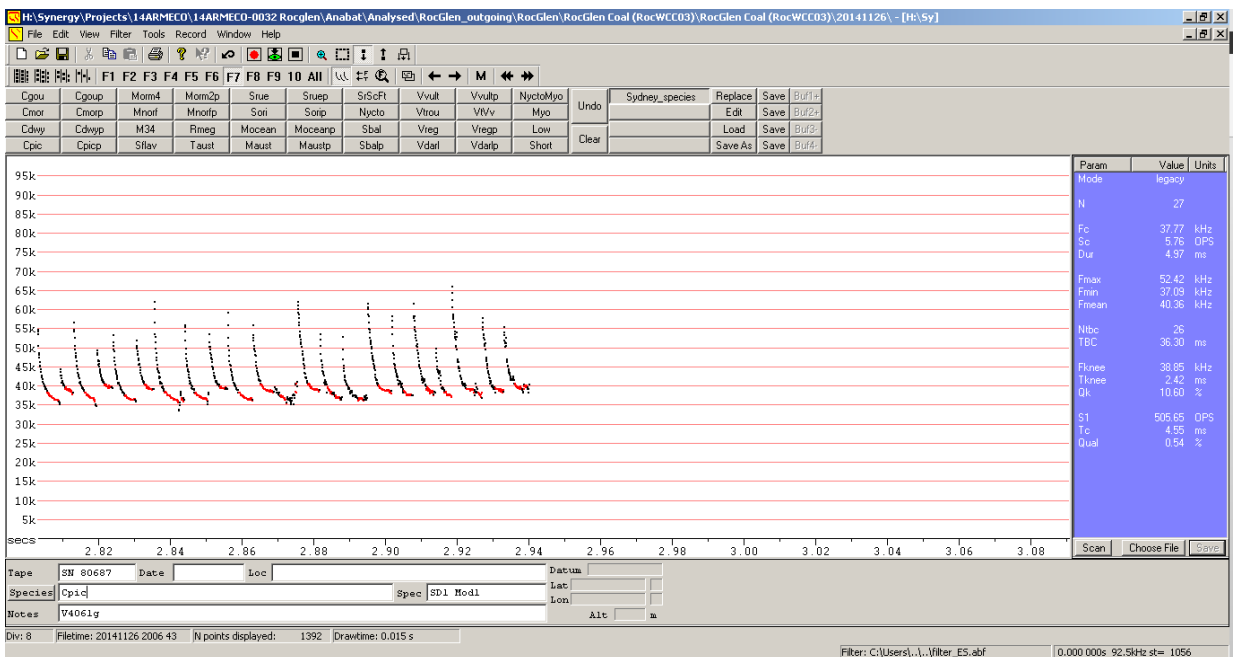 H:\Synergy\Projects\14ARMECO\14ARMECO-0032 Rocglen\Anabat\Analysed\RocGlen_outgoing\RocGlen\RocGlen Coal (RocWCC03)\RocGlen Coal (RocWCC03)\20141126\ - [H:\Sy]
File Edit View Filter Tools Record Window Help
F1 F2 F3 F4 F5 F6 F7 F8 F9 10 All M
Cgou Cgoup Morm4 Morm2p Srue Sruep SrScFt Vvult Vvultp NyctoMyo Undo Sydney_species Replace Save Buf1+
Cmor Cmorp Mnorf Mnorfp Sori Sorip Nycto Vtrou VtVv Myo Edit Save Buf2+
Cdwy Cdwyp M34 Rmeg Mocean Moceanp Sbal Vreg Vregp Low Clear Load Save Buf3-
Cpic Cpicp Sflav Taust Maust Maustp Sbalp Vdarl Vdarlp Short Save As Save Buf4-
Param Value Units
Mode legacy
N 27
Fc 37.77 kHz
Sc 5.76 OPS
Dur 4.97 ms
Fmax 52.42 kHz
Fmin 37.09 kHz
Fmean 40.36 kHz
Ntbc 26
TBC 36.30 ms
Fknee 38.85 kHz
Tknee 2.42 ms
Qk 10.60 %
S1 505.65 OPS
Tc 4.55 ms
Qual 0.54 %
95k
90k
85k
80k
75k
70k
65k
60k
55k
50k
45k
40k
35k
30k
25k
20k
15k
10k
5k
secs 2.82 2.84 2.86 2.88 2.90 2.92 2.94 2.96 2.98 3.00 3.02 3.04 3.06 3.08
Scan Choose File Save
Tape SN 80687 Date Loc Datum
Species Cpic Spec SD1 Mod1 Lat
Lon
Notes V4061g Alt m
Div: 8 Filetime: 20141126 2006 43 N points displayed: 1392 Drawtime: 0.015 s
Filter: C:\Users\..\..\filter_ES.abf 0.000 000s 92.5kHz st= 1056